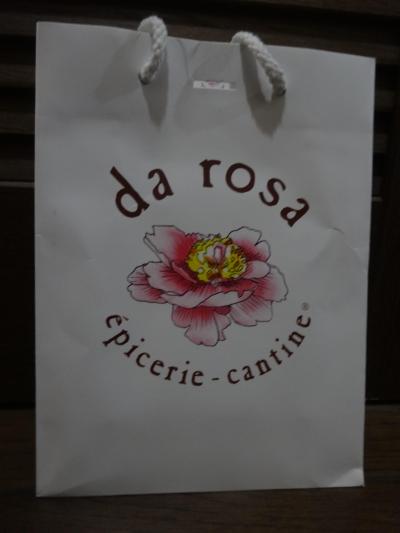 da rosa
épicerie - cantine ®